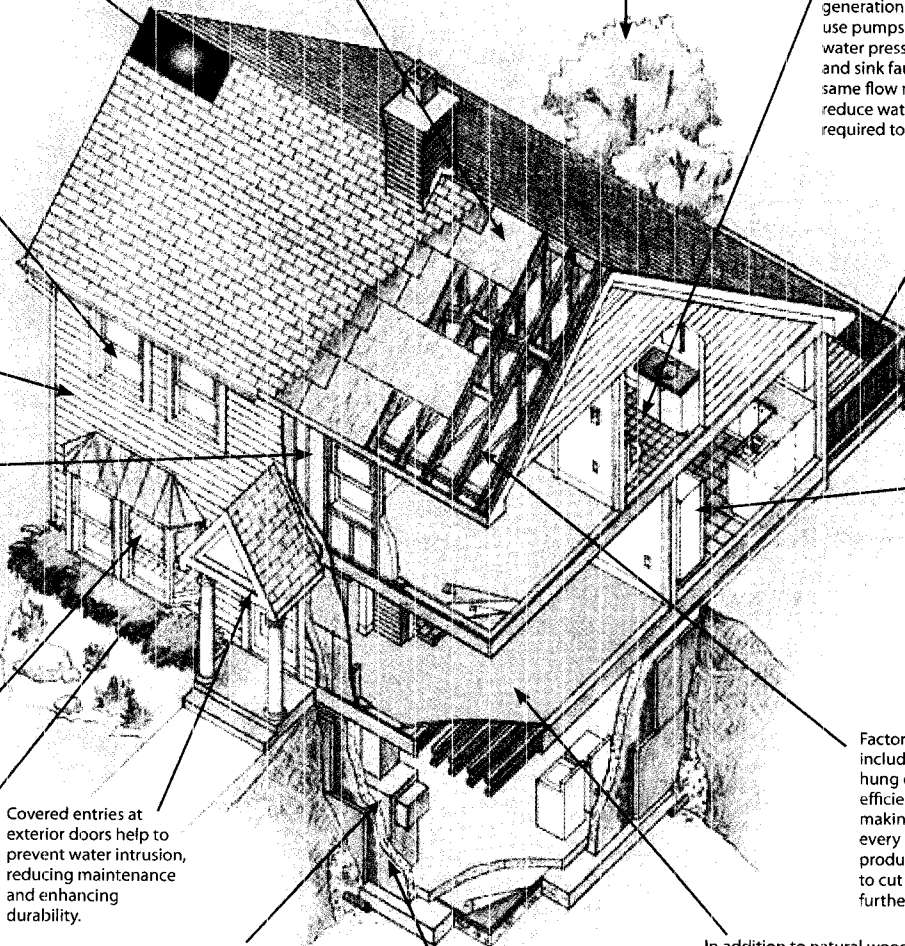 generation
use pumps
water press
and sink fau
same flow r
reduce wat
required to
Covered entries at
exterior doors help to
prevent water intrusion,
reducing maintenance
and enhancing
durability.
Factor
includ
hung
efficie
makin
every
produ
to cut
furthe
In addition to natural wood